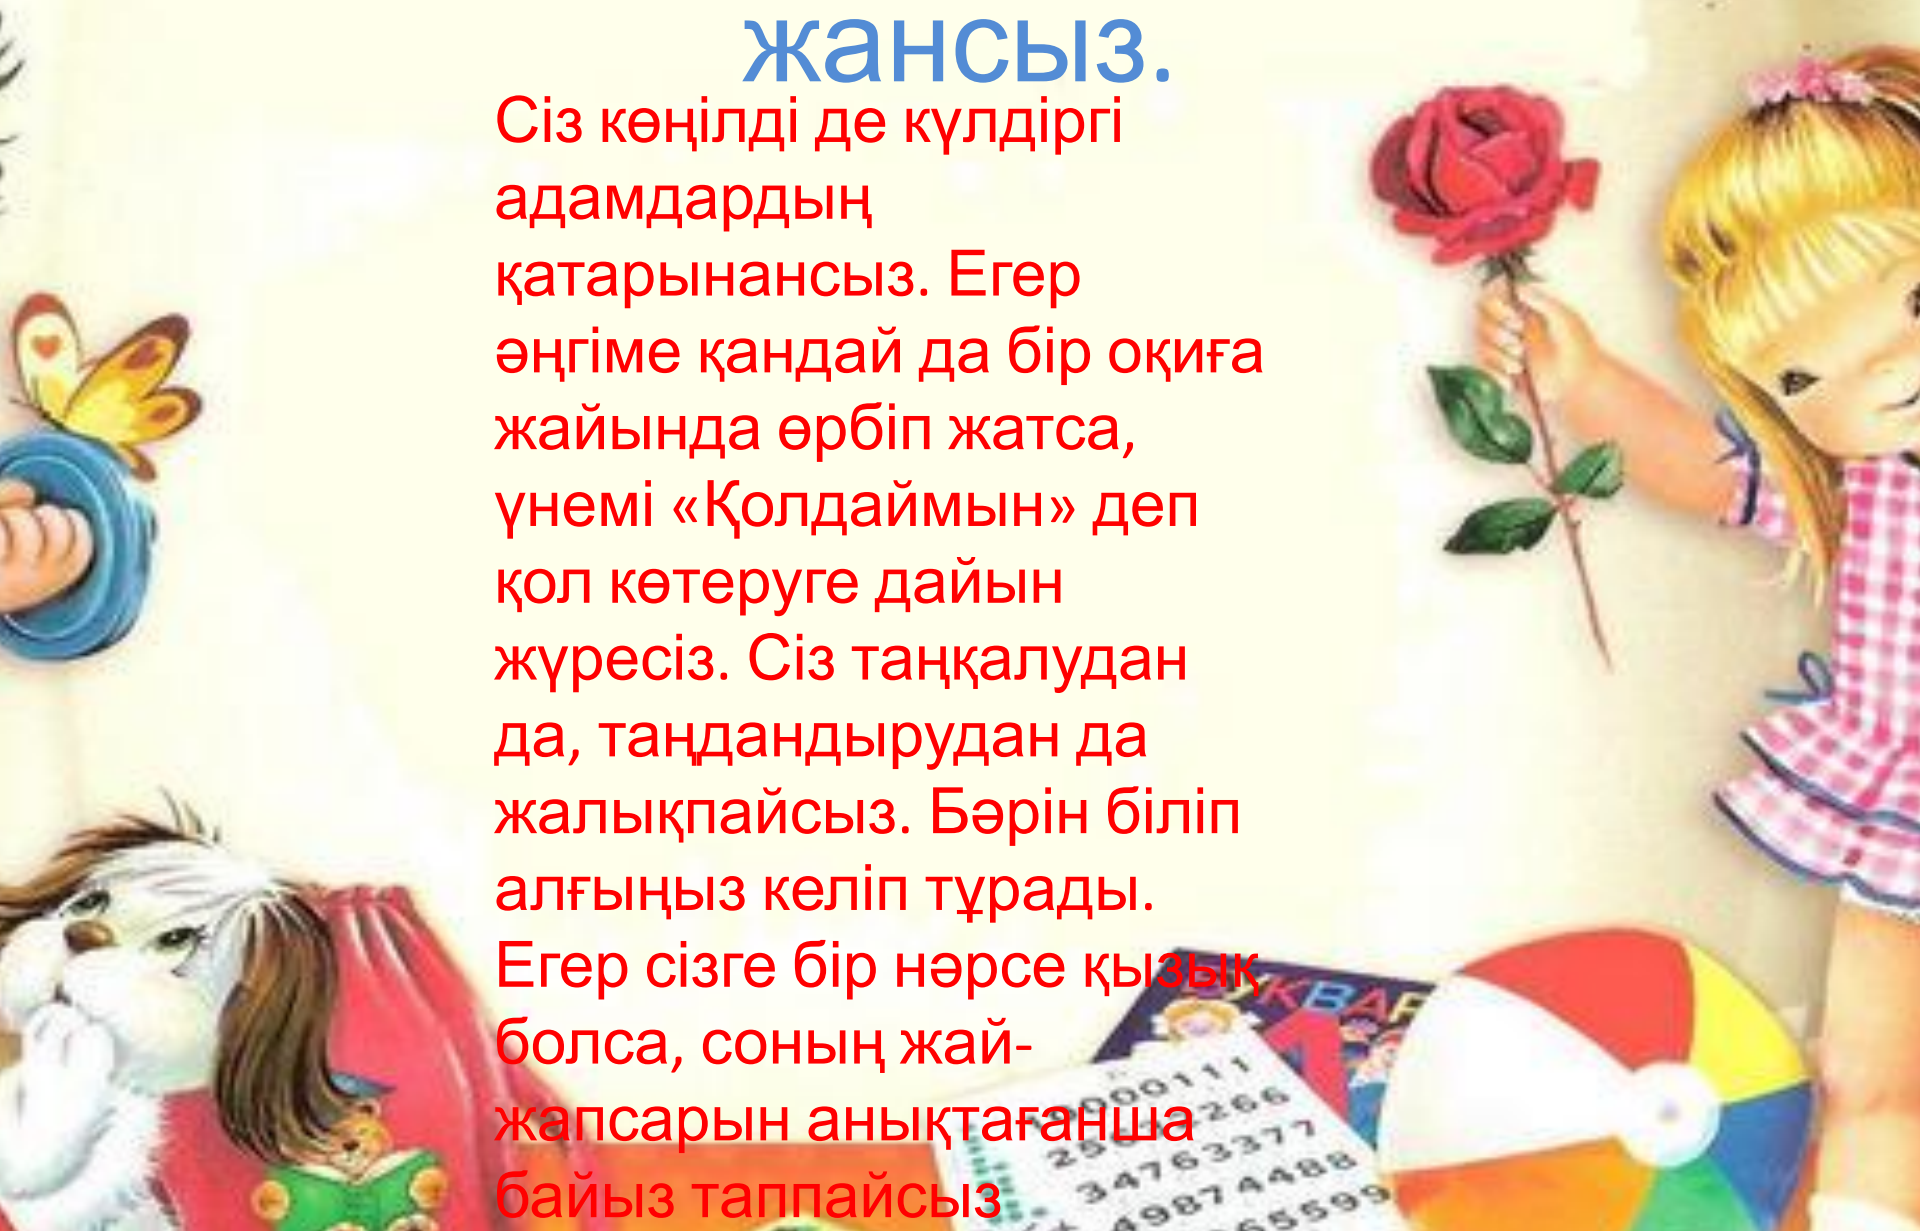 жансыз.
Сіз көңілді де күлдіргі
адамдардың
қатарынансыз. Егер
әңгіме қандай да бір оқиға
жайында өрбіп жатса,
үнемі «Қолдаймын» деп
қол көтеруге дайын
жүресіз. Сіз таңқалудан
да, таңдандырудан да
жалықпайсыз. Бәрін біліп
алғыңыз келіп тұрады.
Егер сізге бір нәрсе қызық
болса, соның жай-
жапсарын анықтағанша
байыз таппайсыз